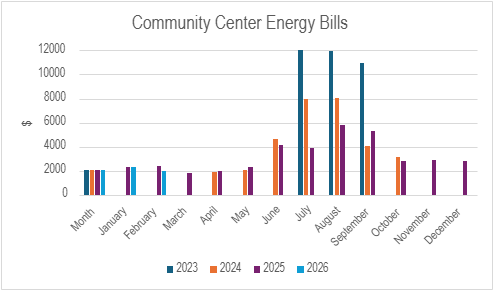 Community Center Energy Bills
12000
10000
8000
6000
4000
2000
0
$
Month
January
February
March
April
May
June
July
August
September
October
November
December
2023 2024 2025 2026